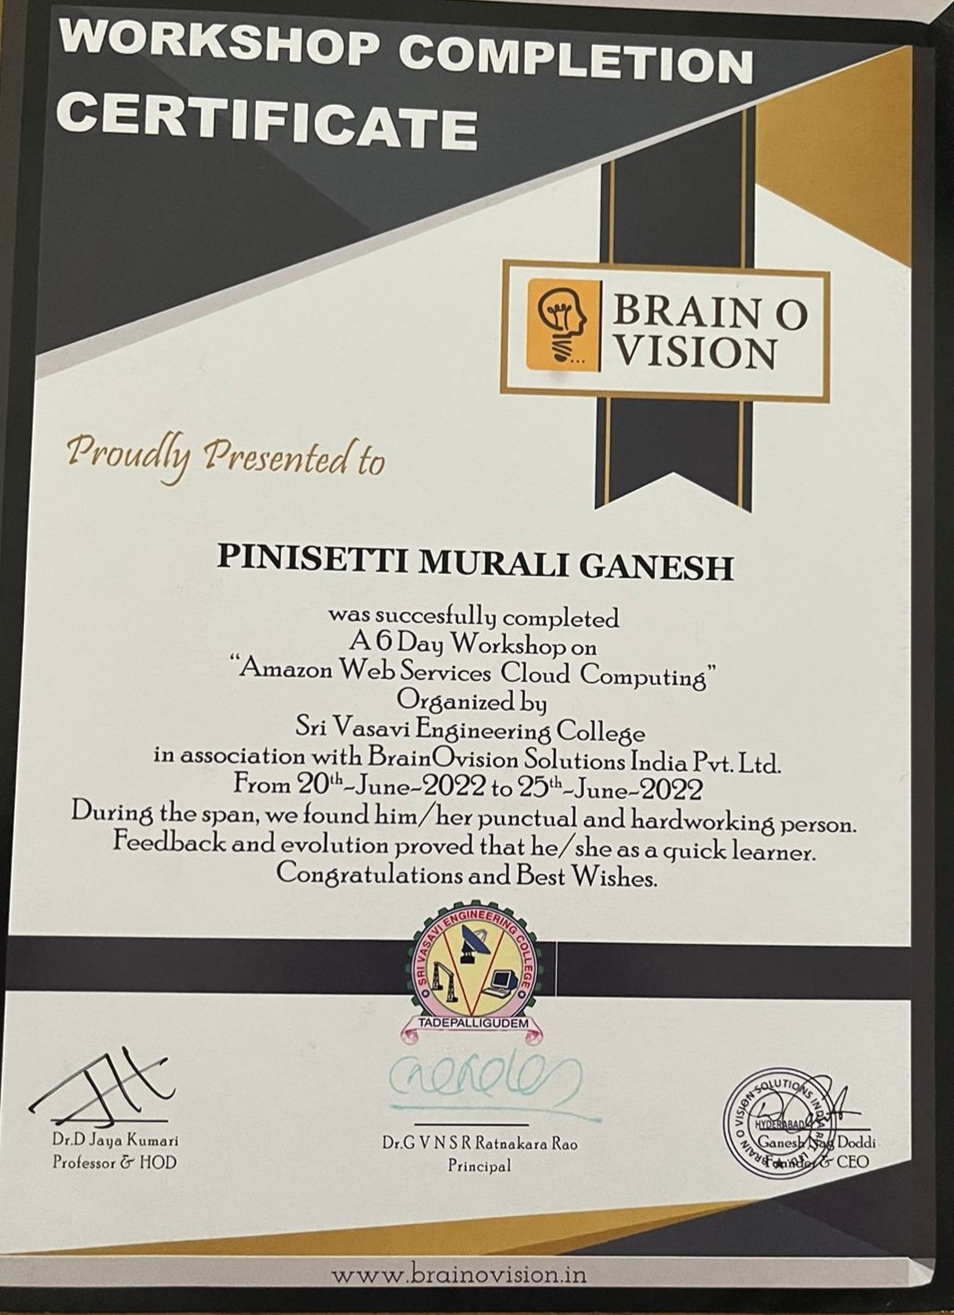 WORKSHOP COMPLETION
CERTIFICATE
BRAIN O
VISION
Proudly Presented to
PINISETTI MURALI GANESH
was succesfully completed
A 6 Day Workshop on
“Amazon Web Services Cloud Computing”
Organized by
Sri Vasavi Engineering College
in association with BrainOvision Solutions India Pvt. Ltd.
From 20th-June-2022 to 25th-June-2022
During the span, we found him/her punctual and hardworking person.
Feedback and evolution proved that he/she as a quick learner.
Congratulations and Best Wishes.
SRI VASAVI ENGINEERING COLLEGE
TADEPALLIGUDEM
Dr.D Jaya Kumari
Professor & HOD
Dr.G V N S R Ratnakara Rao
Principal
BRAIN O VISION SOLUTIONS INDIA
HYDERABAD
Ganesh Nag Doddi
Founder & CEO
www.brainovision.in